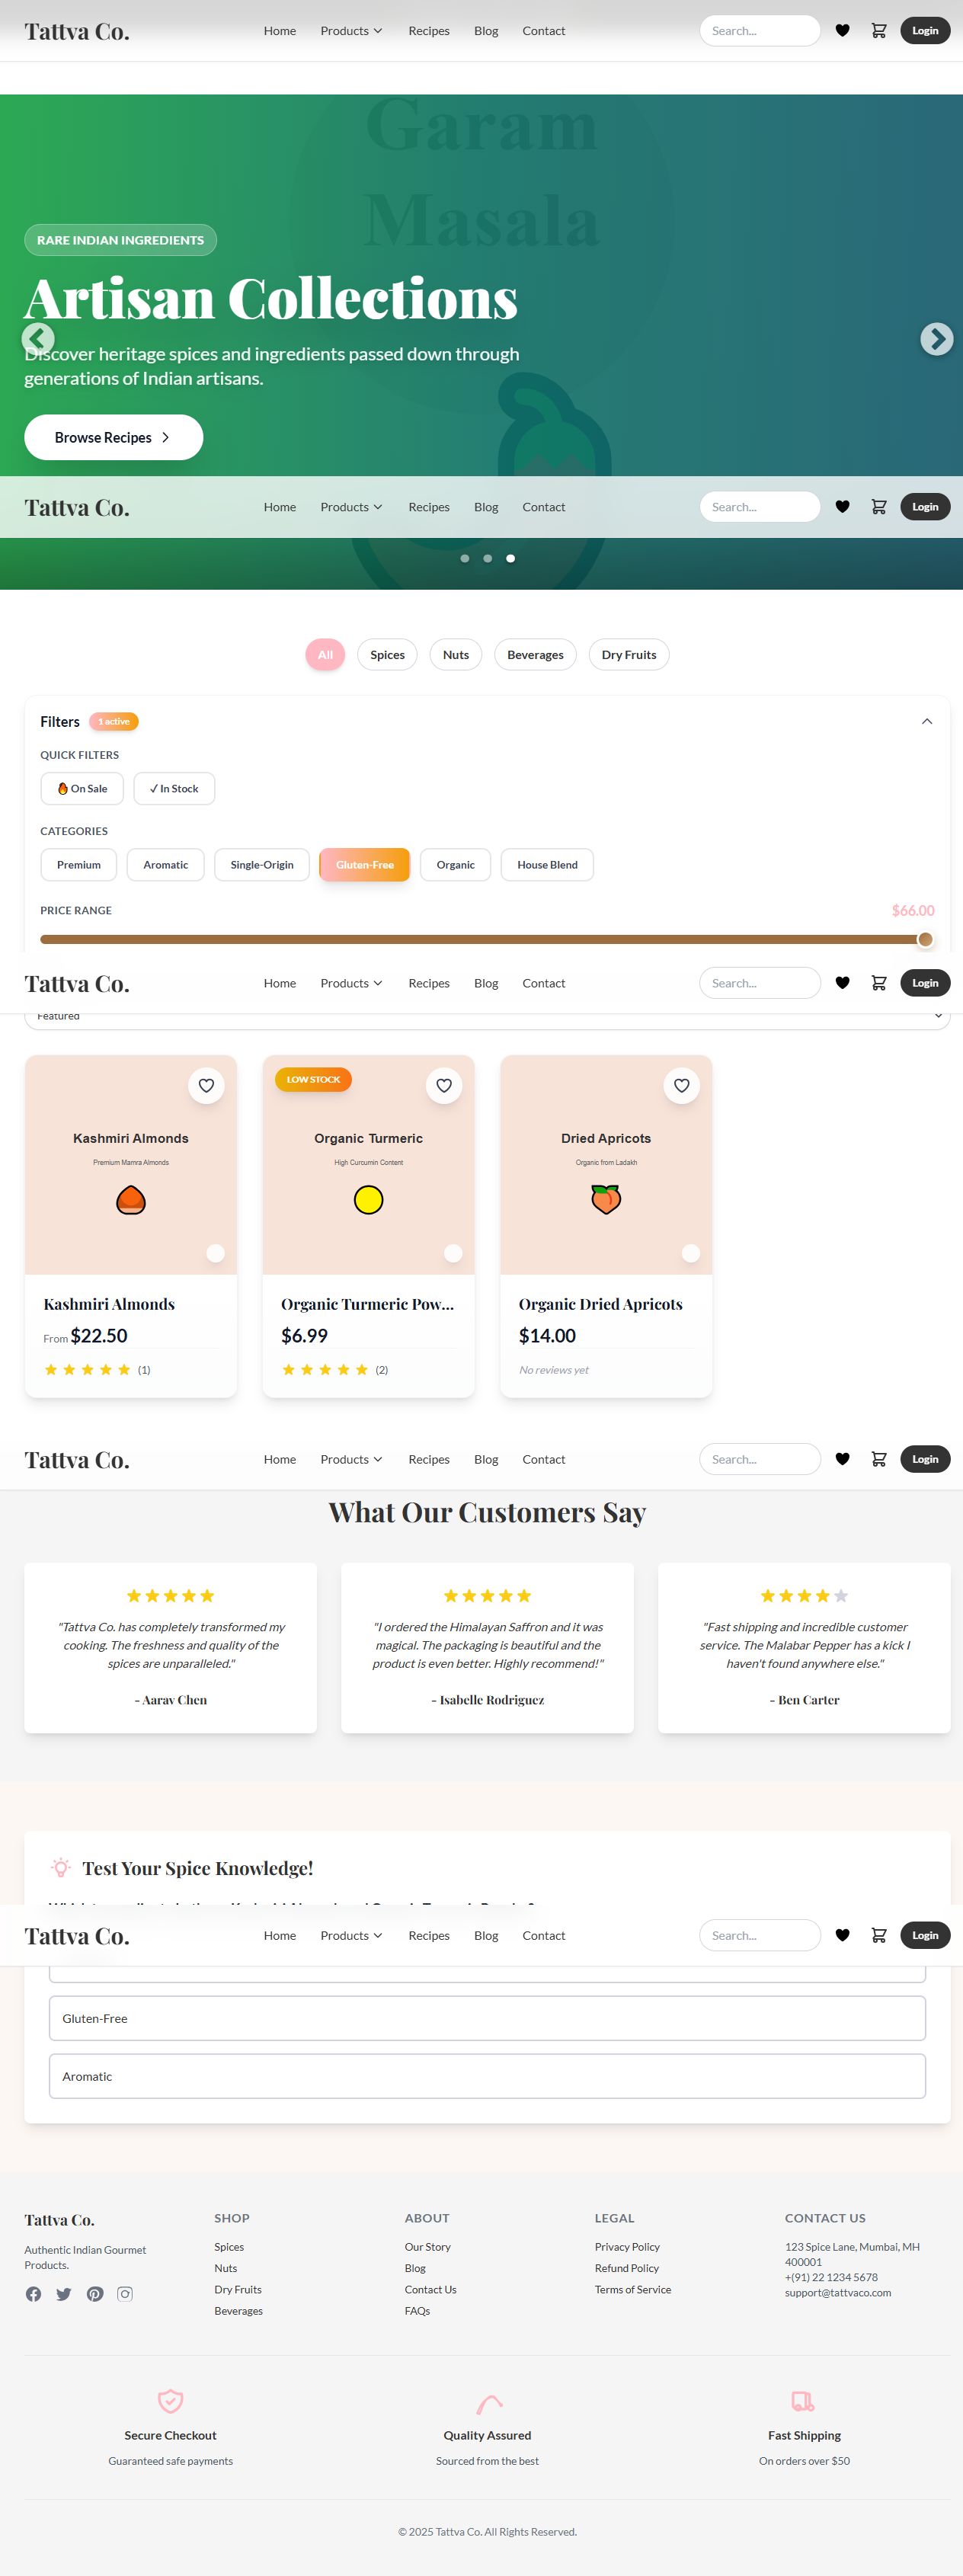 Tattva Co.
Home Products Recipes Blog Contact
Search...
Login
Garam
Masala
RARE INDIAN INGREDIENTS
Artisan Collections
Discover heritage spices and ingredients passed down through
generations of Indian artisans.
Browse Recipes
Tattva Co.
Home Products Recipes Blog Contact
Search...
Login
All Spices Nuts Beverages Dry Fruits
Filters 1 active
QUICK FILTERS
On Sale ✓ In Stock
CATEGORIES
Premium Aromatic Single-Origin Gluten-Free Organic House Blend
PRICE RANGE $66.00
Tattva Co.
Home Products Recipes Blog Contact
Search...
Login
Featured
Kashmiri Almonds
Premium Mamra Almonds
Kashmiri Almonds
From $22.50
(1)
LOW STOCK
Organic Turmeric
High Curcumin Content
Organic Turmeric Pow...
$6.99
(2)
Dried Apricots
Organic from Ladakh
Organic Dried Apricots
$14.00
No reviews yet
Tattva Co.
Home Products Recipes Blog Contact
Search...
Login
What Our Customers Say
"Tattva Co. has completely transformed my
cooking. The freshness and quality of the
spices are unparalleled."
- Aarav Chen
"I ordered the Himalayan Saffron and it was
magical. The packaging is beautiful and the
product is even better. Highly recommend!"
- Isabelle Rodriguez
"Fast shipping and incredible customer
service. The Malabar Pepper has a kick I
haven't found anywhere else."
- Ben Carter
Test Your Spice Knowledge!
Tattva Co.
Home Products Recipes Blog Contact
Search...
Login
Gluten-Free
Aromatic
Tattva Co.
Authentic Indian Gourmet
Products.
SHOP
Spices
Nuts
Dry Fruits
Beverages
ABOUT
Our Story
Blog
Contact Us
FAQs
LEGAL
Privacy Policy
Refund Policy
Terms of Service
CONTACT US
123 Spice Lane, Mumbai, MH
400001
+(91) 22 1234 5678
support@tattvaco.com
Secure Checkout
Guaranteed safe payments
Quality Assured
Sourced from the best
Fast Shipping
On orders over $50
© 2025 Tattva Co. All Rights Reserved.